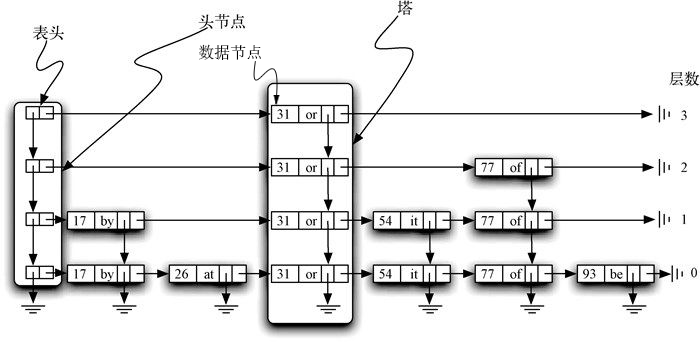 塔
头节点
表头
数据节点
层数
31 or 3
31 or 77 of 2
17 by 31 or 54 it 77 of 1
17 by 26 at 31 or 54 it 77 of 93 be 0